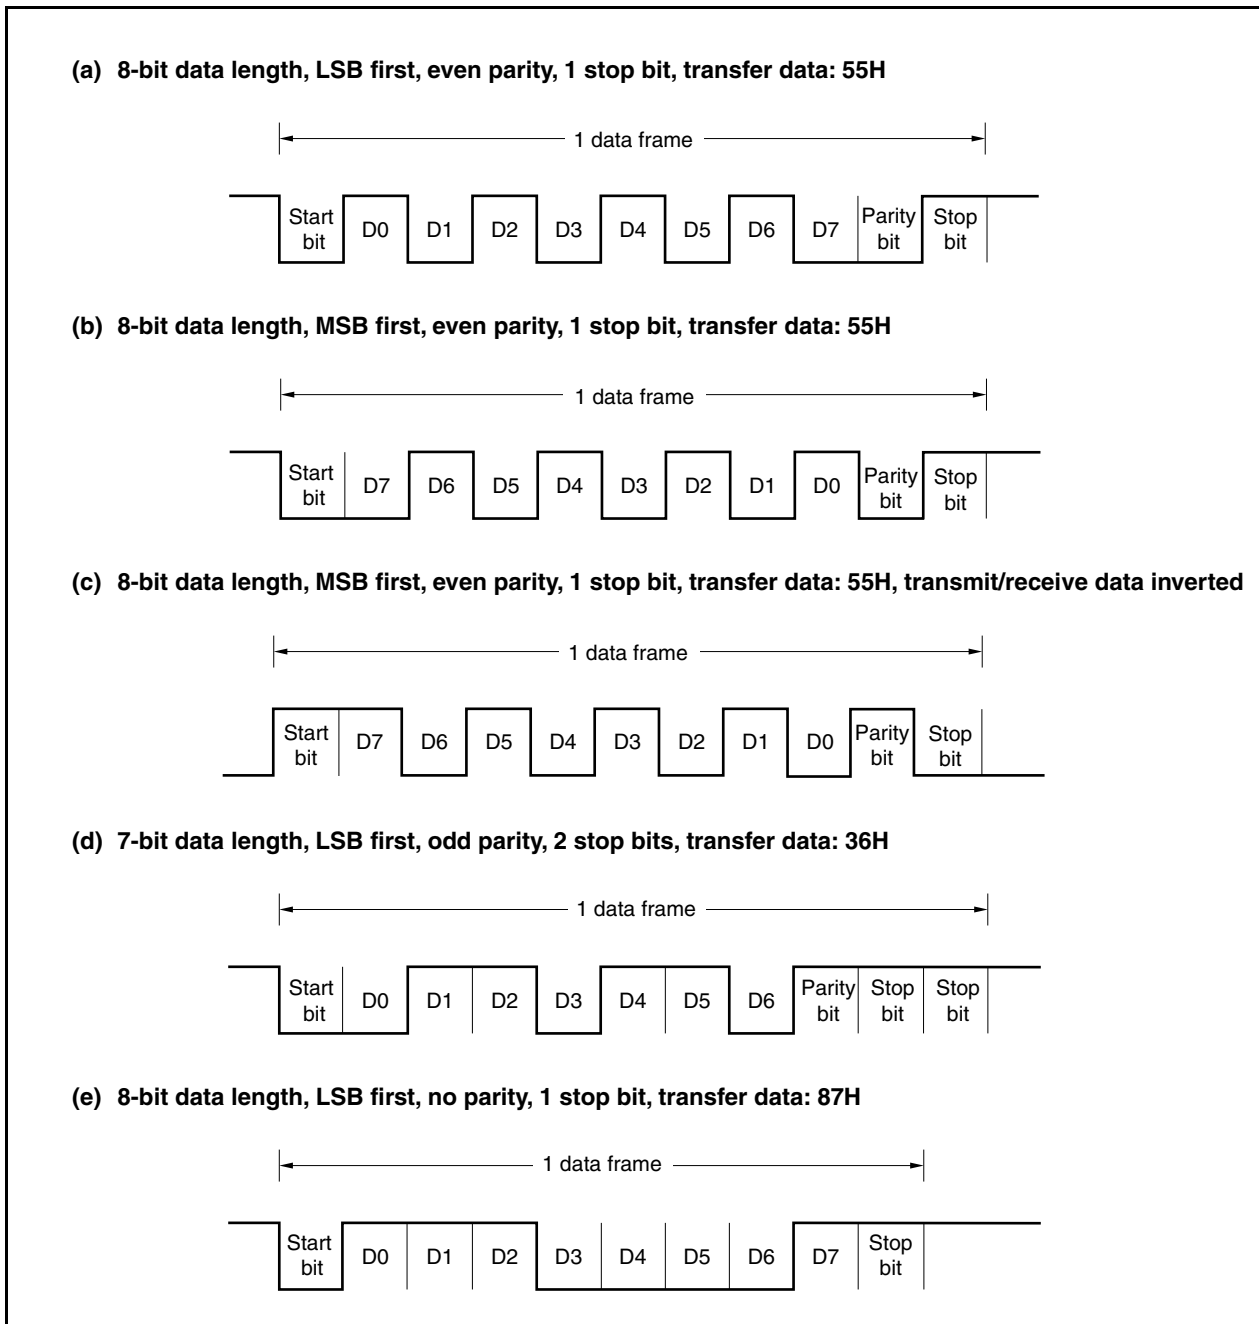 (a) 8-bit data length, LSB first, even parity, 1 stop bit, transfer data: 55H
1 data frame
Start bit D0 D1 D2 D3 D4 D5 D6 D7 Parity bit Stop bit
(b) 8-bit data length, MSB first, even parity, 1 stop bit, transfer data: 55H
1 data frame
Start bit D7 D6 D5 D4 D3 D2 D1 D0 Parity bit Stop bit
(c) 8-bit data length, MSB first, even parity, 1 stop bit, transfer data: 55H, transmit/receive data inverted
1 data frame
Start bit D7 D6 D5 D4 D3 D2 D1 D0 Parity bit Stop bit
(d) 7-bit data length, LSB first, odd parity, 2 stop bits, transfer data: 36H
1 data frame
Start bit D0 D1 D2 D3 D4 D5 D6 Parity bit Stop bit Stop bit
(e) 8-bit data length, LSB first, no parity, 1 stop bit, transfer data: 87H
1 data frame
Start bit D0 D1 D2 D3 D4 D5 D6 D7 Stop bit